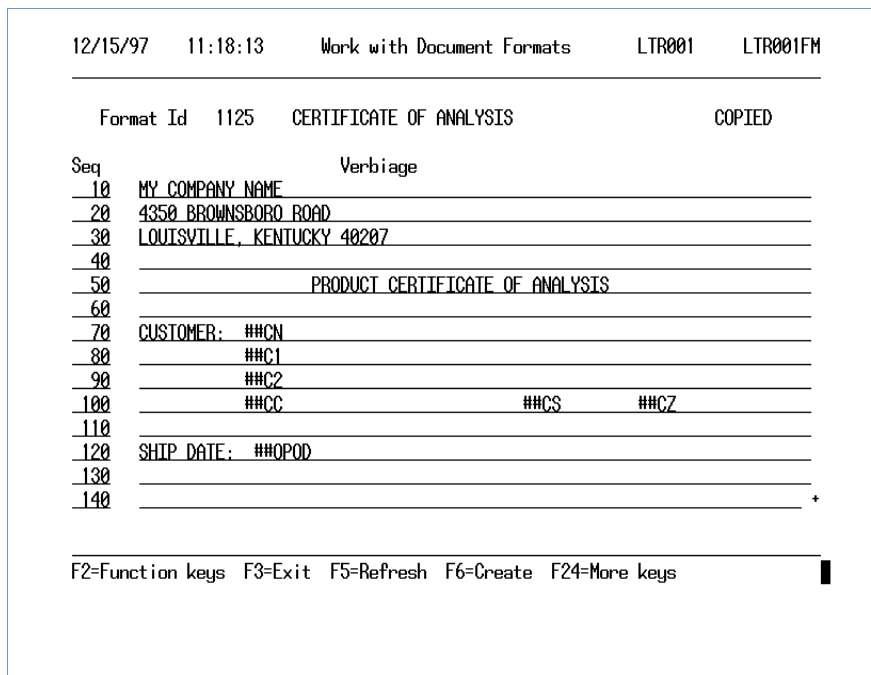 12/15/97 11:18:13 Work with Document Formats LTR001 LTR001FM
Format Id 1125 CERTIFICATE OF ANALYSIS COPIED
Seq Verbiage
10 MY COMPANY NAME
20 4350 BROWNSBORO ROAD
30 LOUISVILLE, KENTUCKY 40207
40
50 PRODUCT CERTIFICATE OF ANALYSIS
60
70 CUSTOMER: ##CN
80 ##C1
90 ##C2
100 ##CC ##CS ##CZ
110
120 SHIP DATE: ##OPOD
130
140 +
F2=Function keys F3=Exit F5=Refresh F6=Create F24=More keys